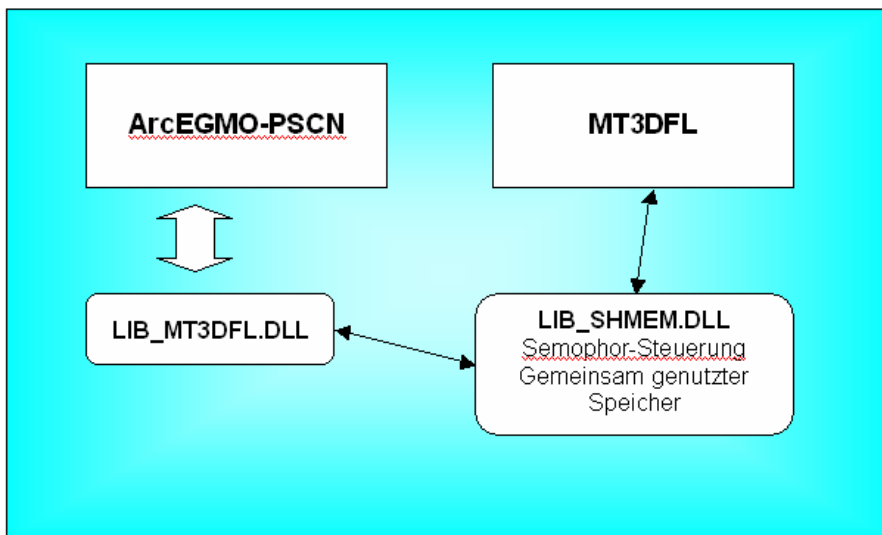 ArcEGMO-PSCN
MT3DFL
LIB_MT3DFL.DLL
LIB_SHMEM.DLL
Semophor-Steuerung
Gemeinsam genutzter
Speicher